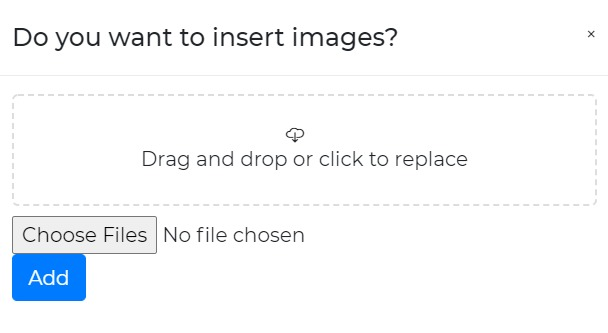 Do you want to insert images? ×
Drag and drop or click to replace
Choose Files No file chosen
Add